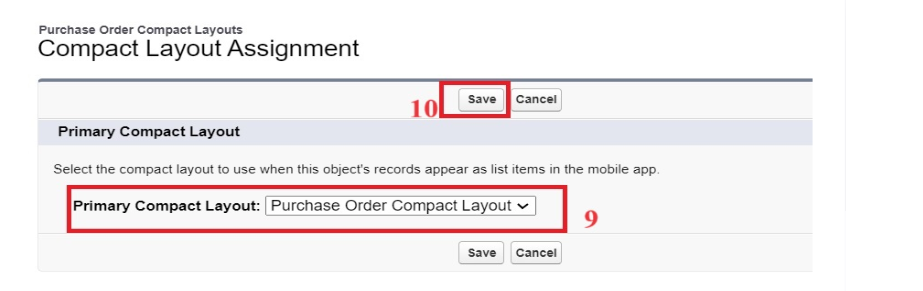 Purchase Order Compact Layouts
Compact Layout Assignment
10 Save Cancel
Primary Compact Layout
Select the compact layout to use when this object's records appear as list items in the mobile app.
Primary Compact Layout: Purchase Order Compact Layout
9
Save Cancel